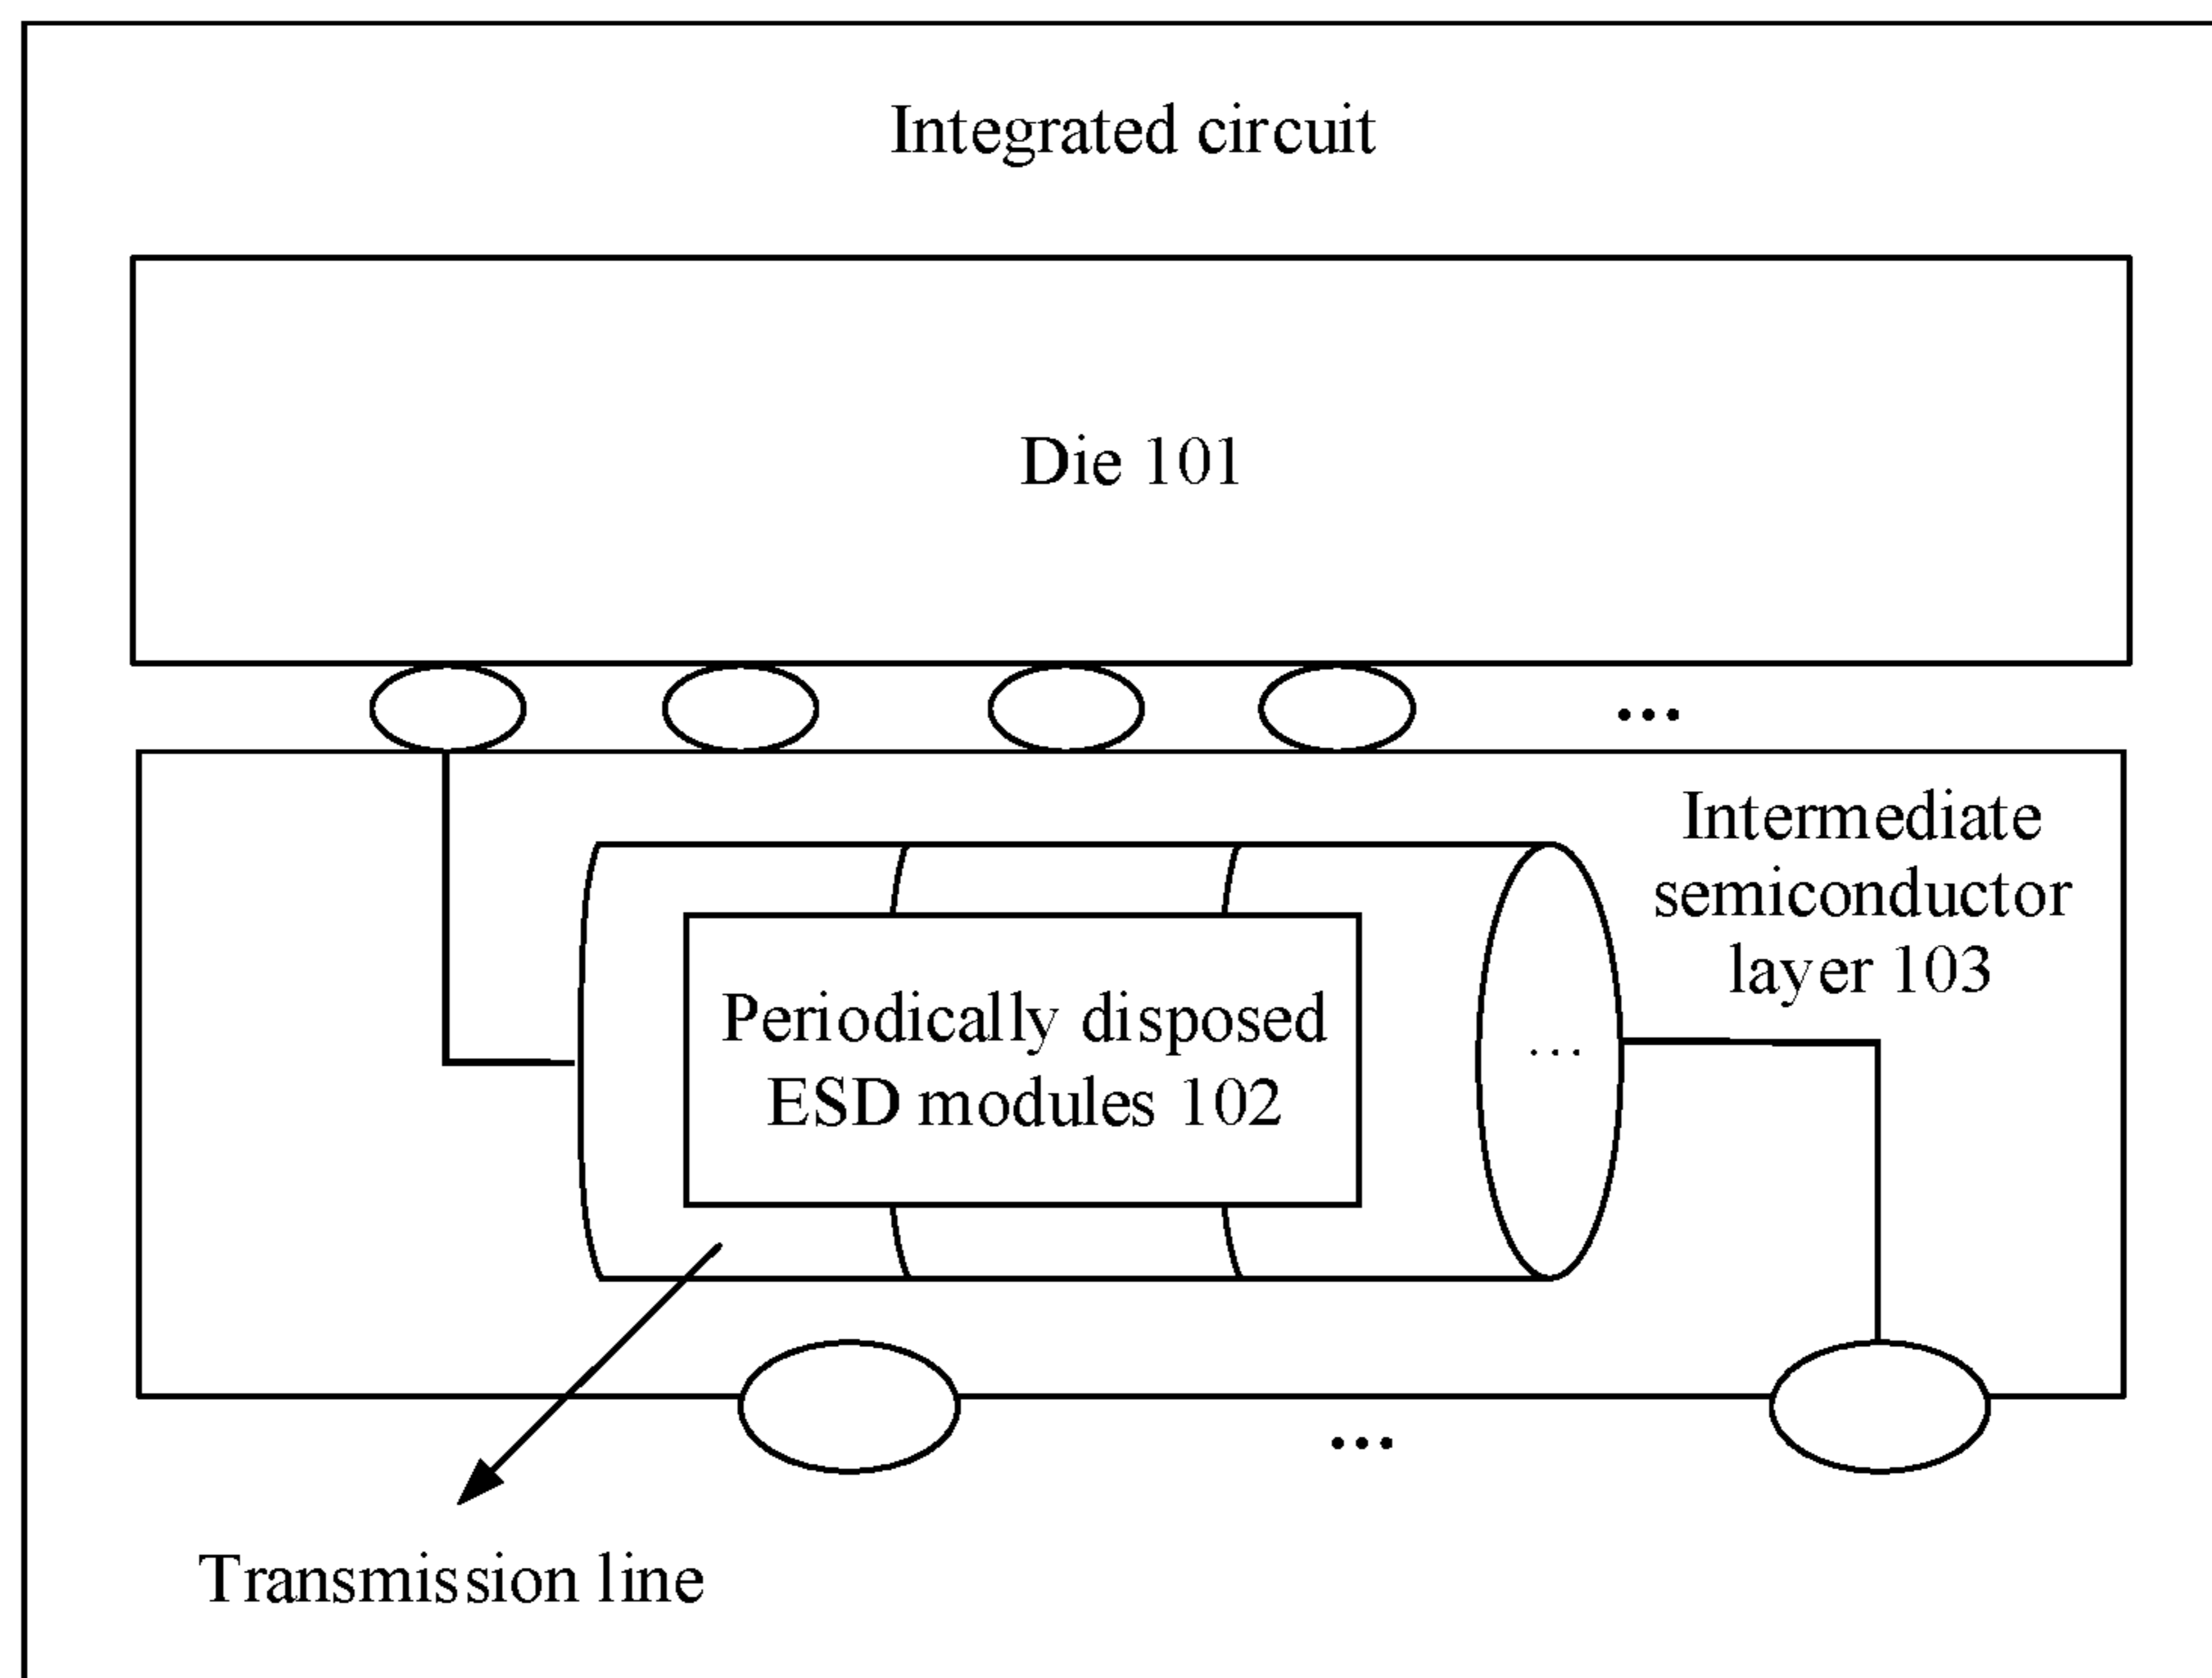 Integrated circuit
Die 101
...
Intermediate
semiconductor
layer 103
Periodically disposed
ESD modules 102
...
...
Transmission line